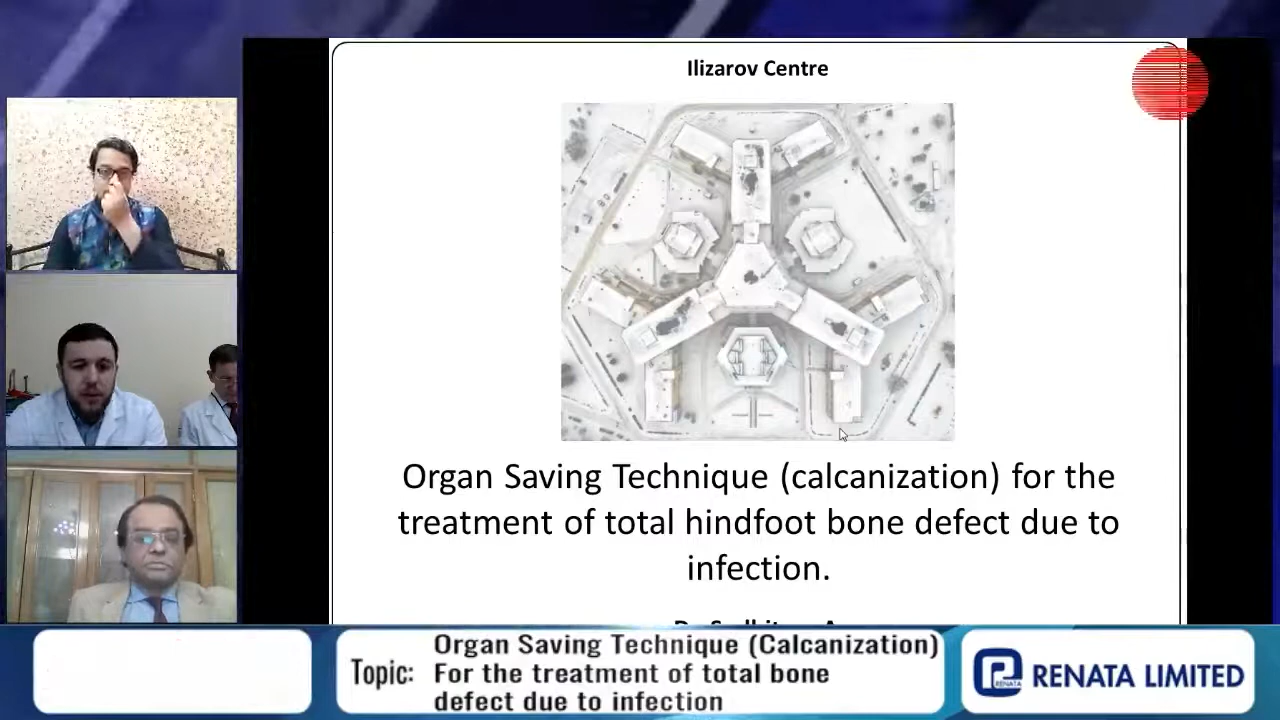 Ilizarov Centre
Organ Saving Technique (calcanization) for the
treatment of total hindfoot bone defect due to
infection.
Topic:
Organ Saving Technique (Calcanization)
For the treatment of total bone
defect due to infection
RENATA
RENATA LIMITED